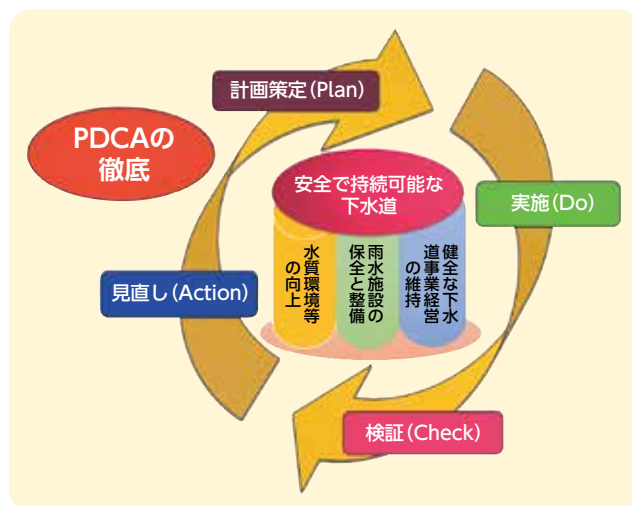 計画策定(Plan)
PDCAの
徹底
安全で持続可能な
下水道
実施(Do)
水質環境等
の向上
雨水施設の
保全と整備
健全な下水
道事業経営
の維持
見直し(Action)
検証(Check)